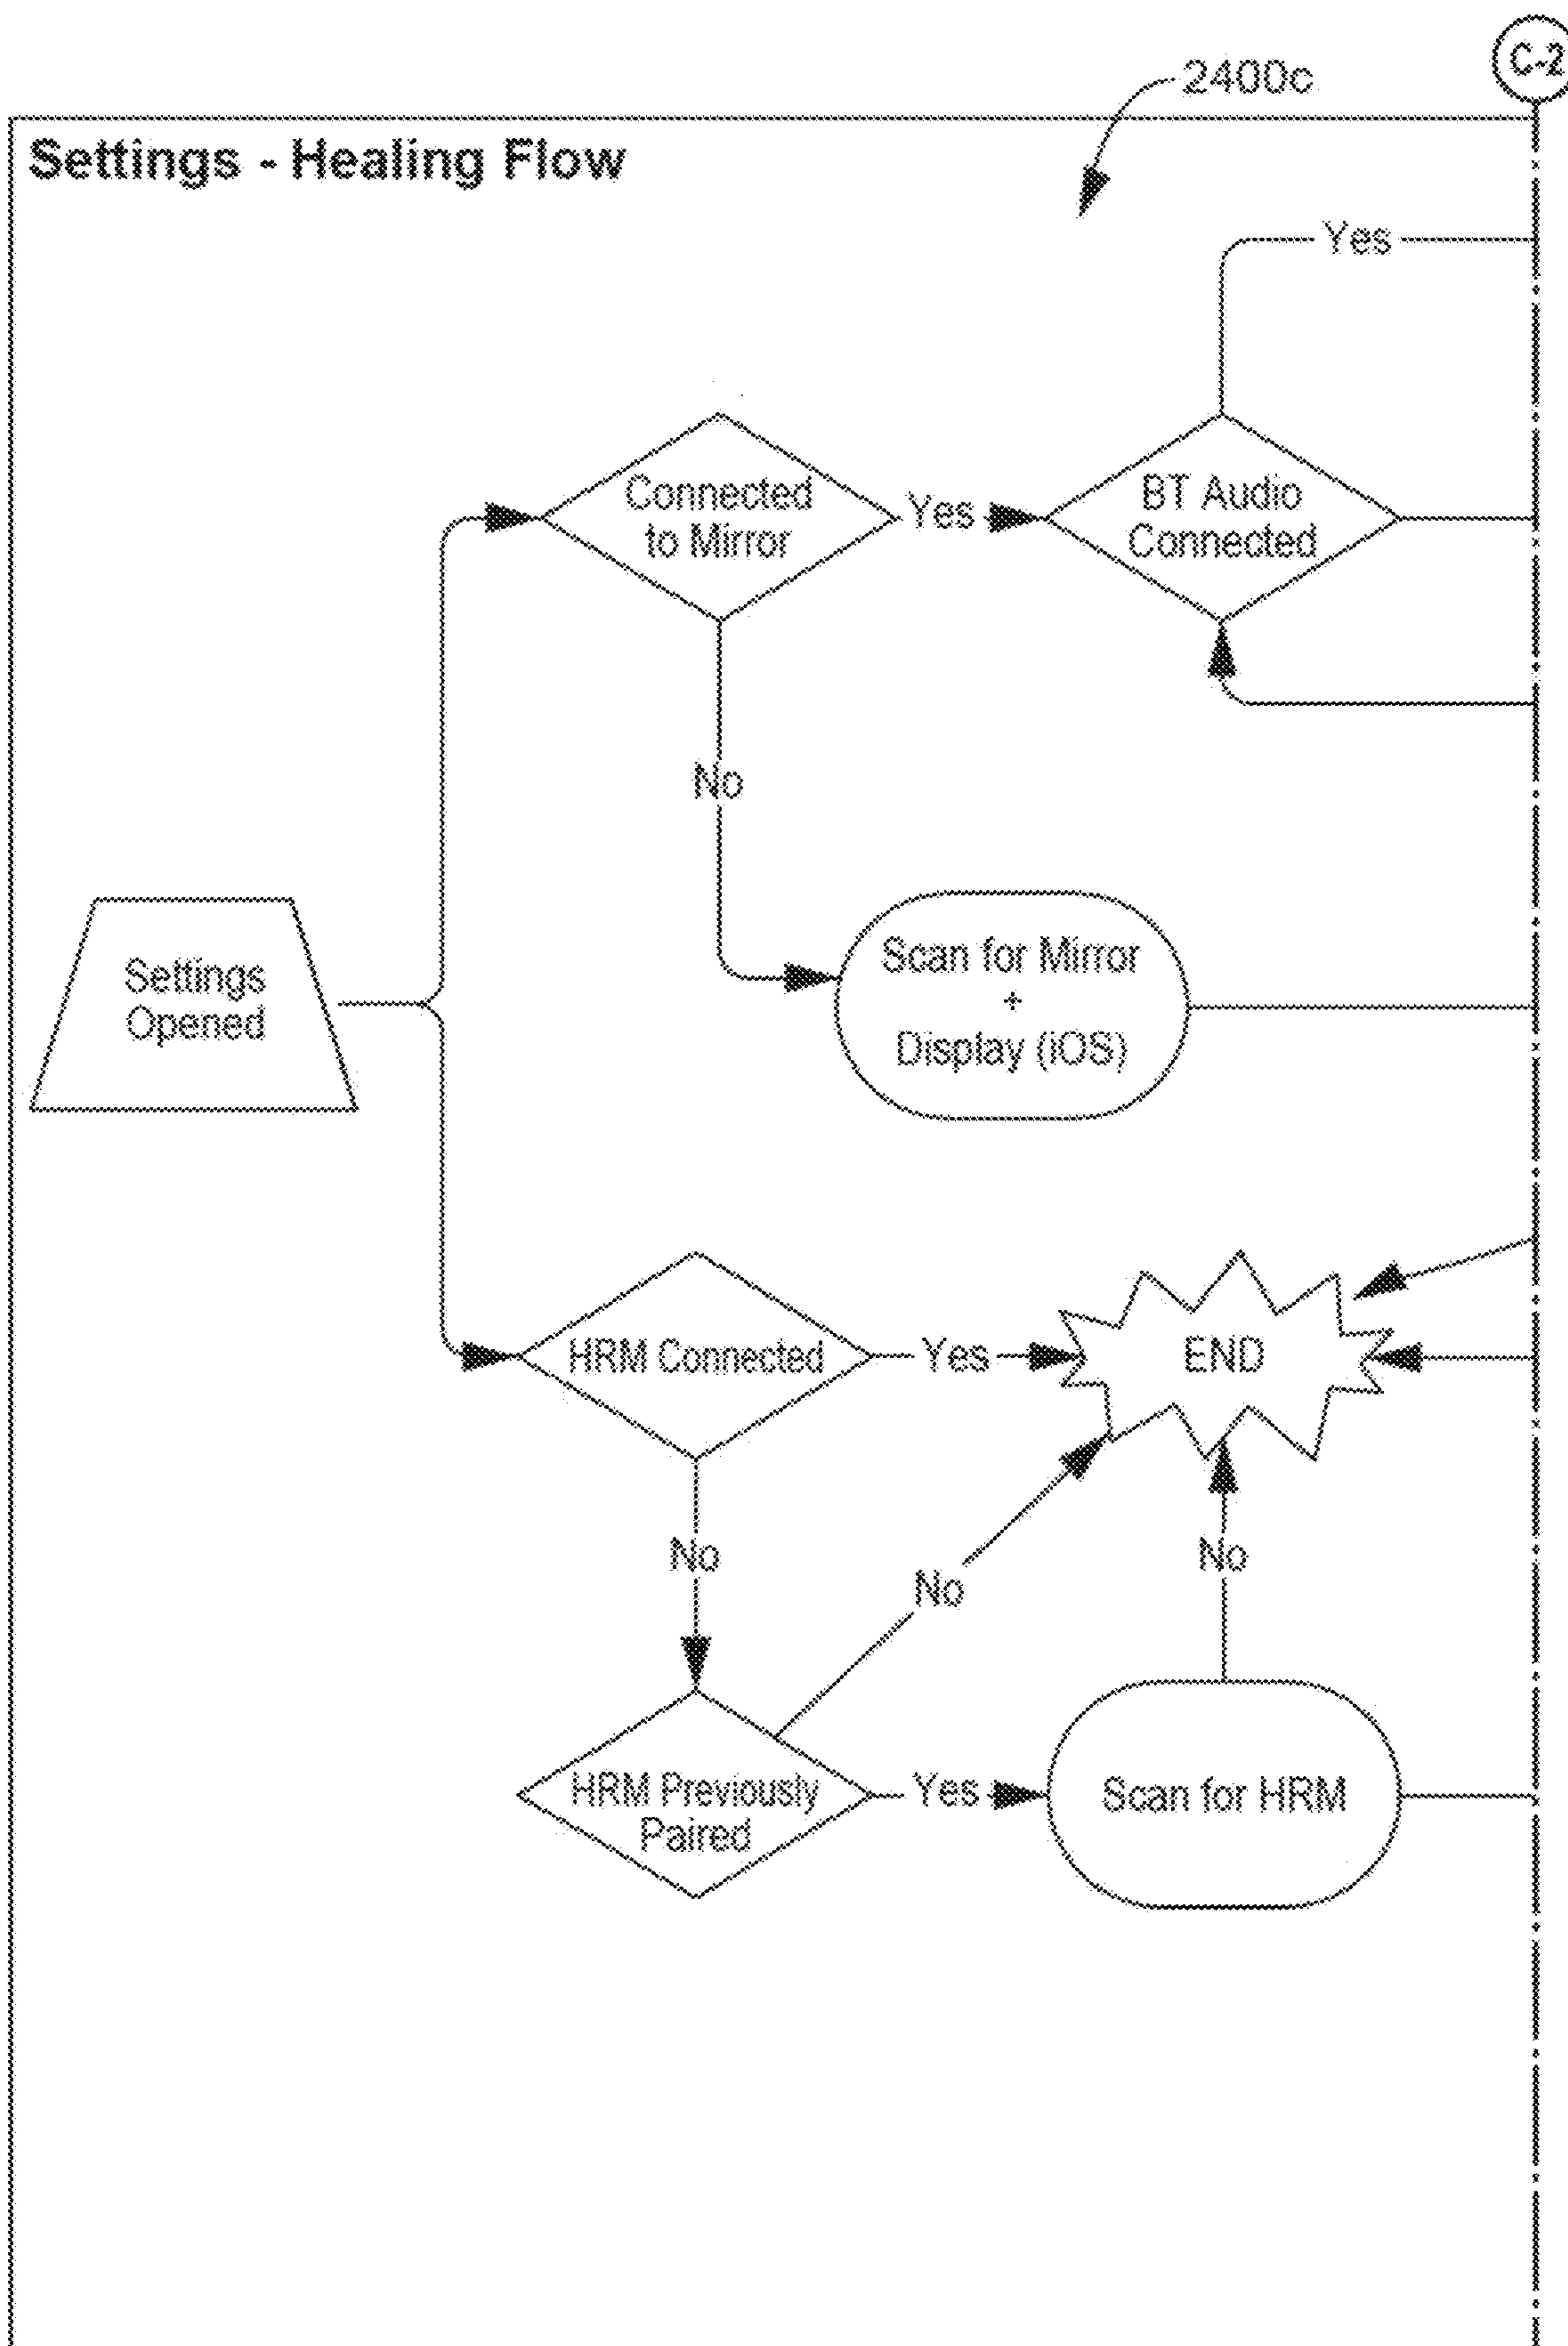 C-2
2400c
Settings - Healing Flow
Yes
Connected
to Mirror
Yes
BT Audio
Connected
No
Settings
Opened
Scan for Mirror
+
Display (iOS)
HRM Connected
Yes
END
No
No
No
HRM Previously
Paired
Yes
Scan for HRM